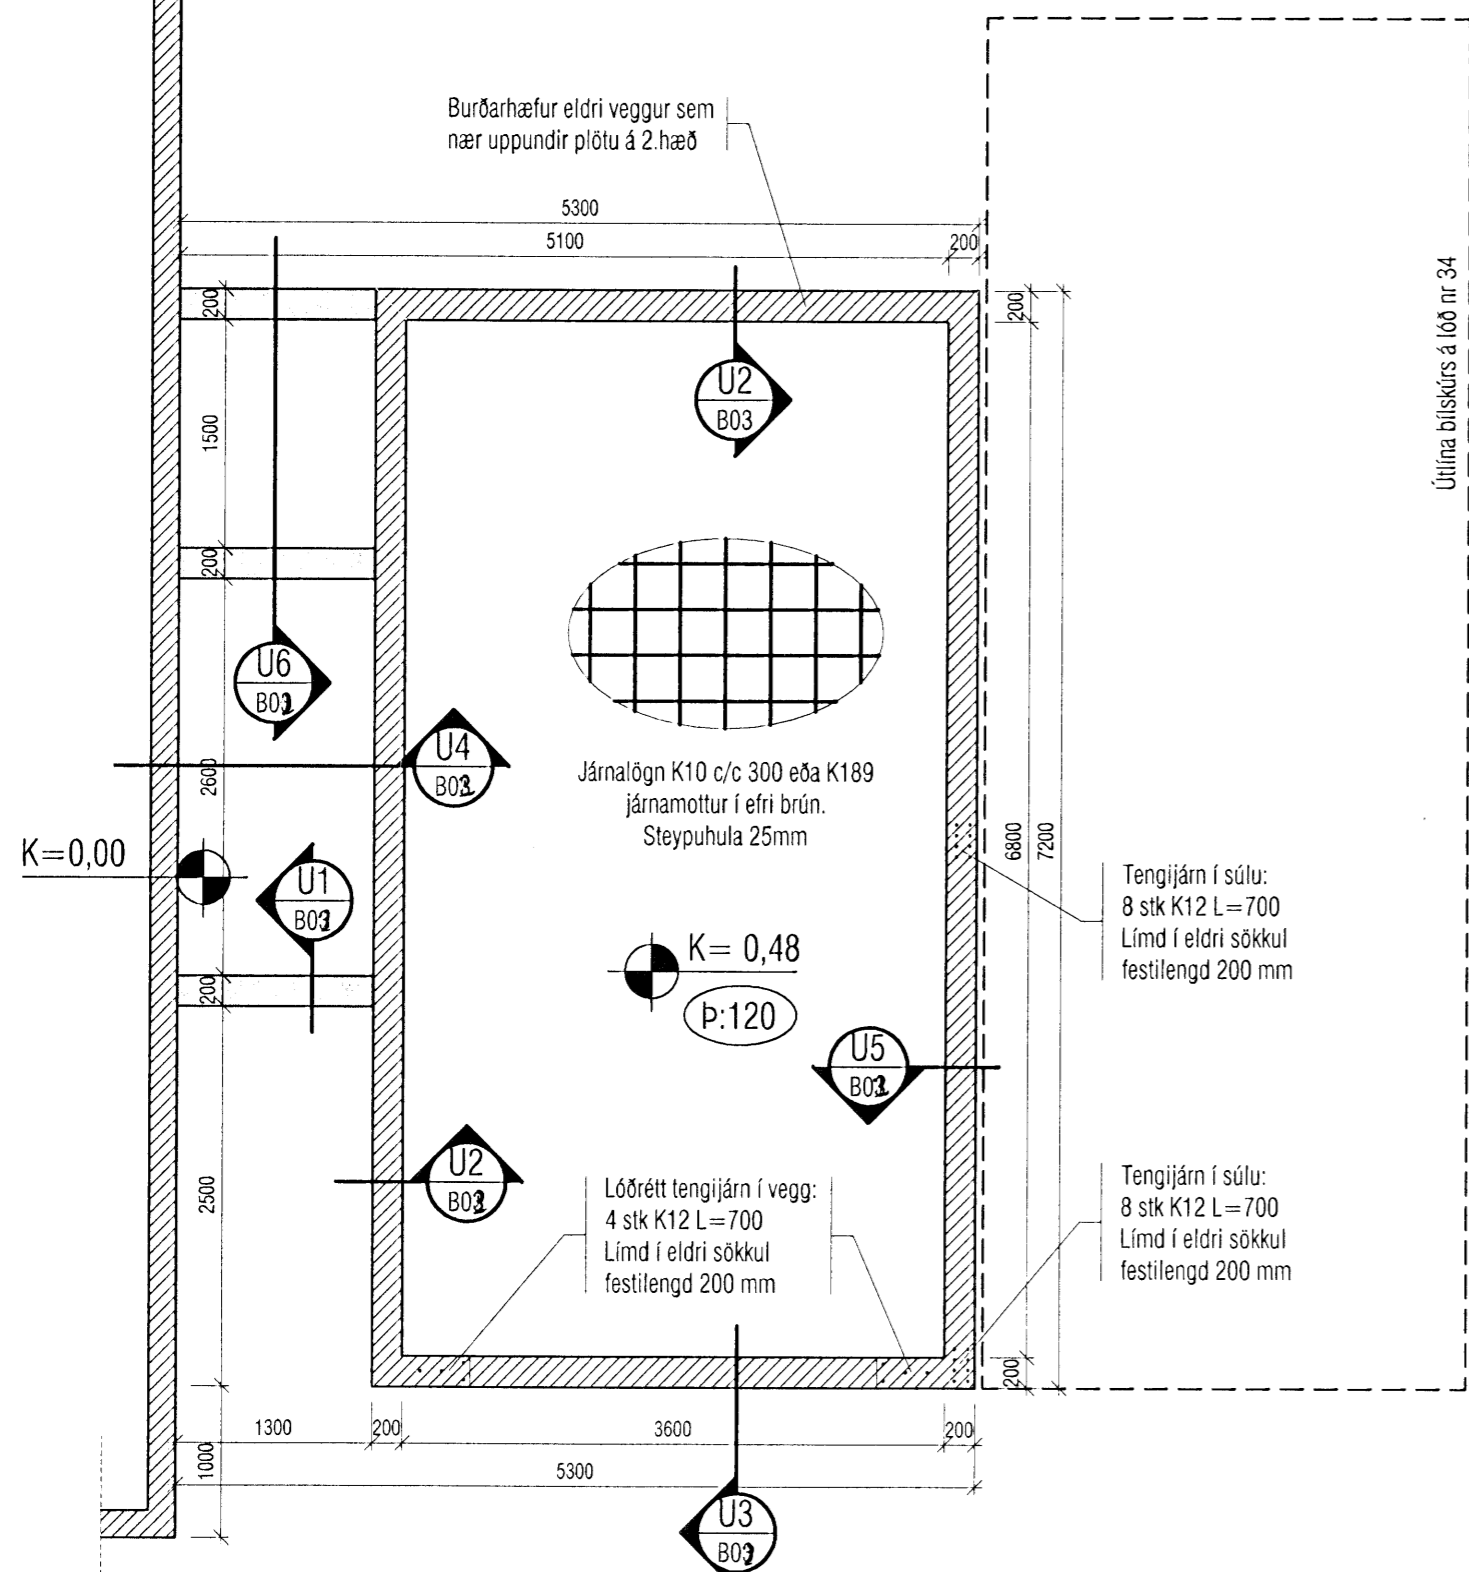 Burðarhæfur eldri veggur sem
nær uppundir plötu á 2.hæð
5300
5100
200
200
200
1500
200
2600
200
2500
1000
Útlína bílskúrs á lóð nr 34
U2
B03
U6
U4
Járnalögn K10 c/c 300 eða K189
járnamottur í efri brún.
Steypuhula 25mm
K=0,00
U1
K= 0,48
Þ:120
6800
7200
Tengijárn í súlu:
8 stk K12 L=700
Límd í eldri sökkul
festilengd 200 mm
U5
U2
Lóðrétt tengijárn í vegg:
4 stk K12 L=700
Límd í eldri sökkul
festilengd 200 mm
Tengijárn í súlu:
8 stk K12 L=700
Límd í eldri sökkul
festilengd 200 mm
200
1300
200
3600
200
5300
U3